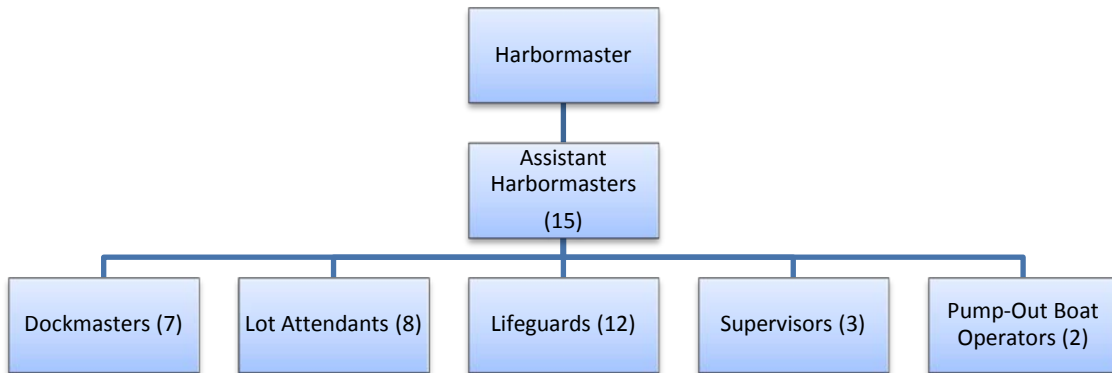 Harbormaster
Assistant
Harbormasters
(15)
Dockmasters (7)
Lot Attendants (8)
Lifeguards (12)
Supervisors (3)
Pump-Out Boat
Operators (2)